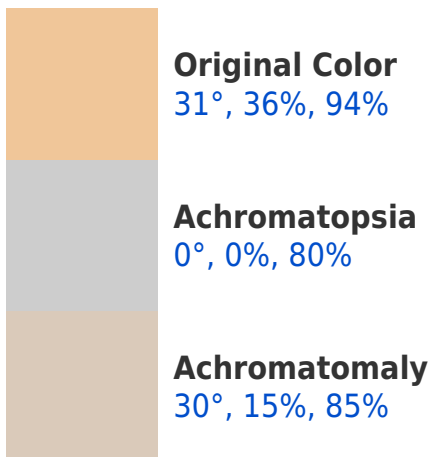 Original Color
31°, 36%, 94%
Achromatopsia
0°, 0%, 80%
Achromatomaly
30°, 15%, 85%